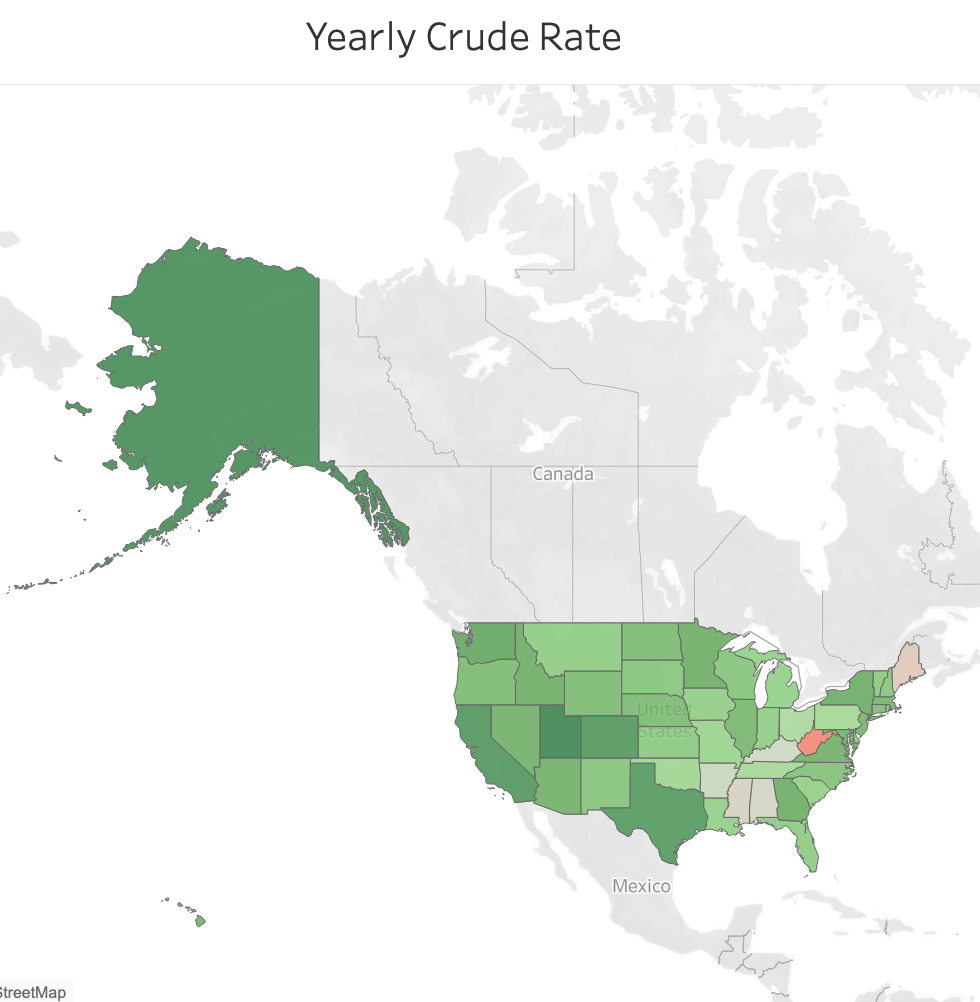 Yearly Crude Rate
Canada
United
States
Mexico
StreetMap